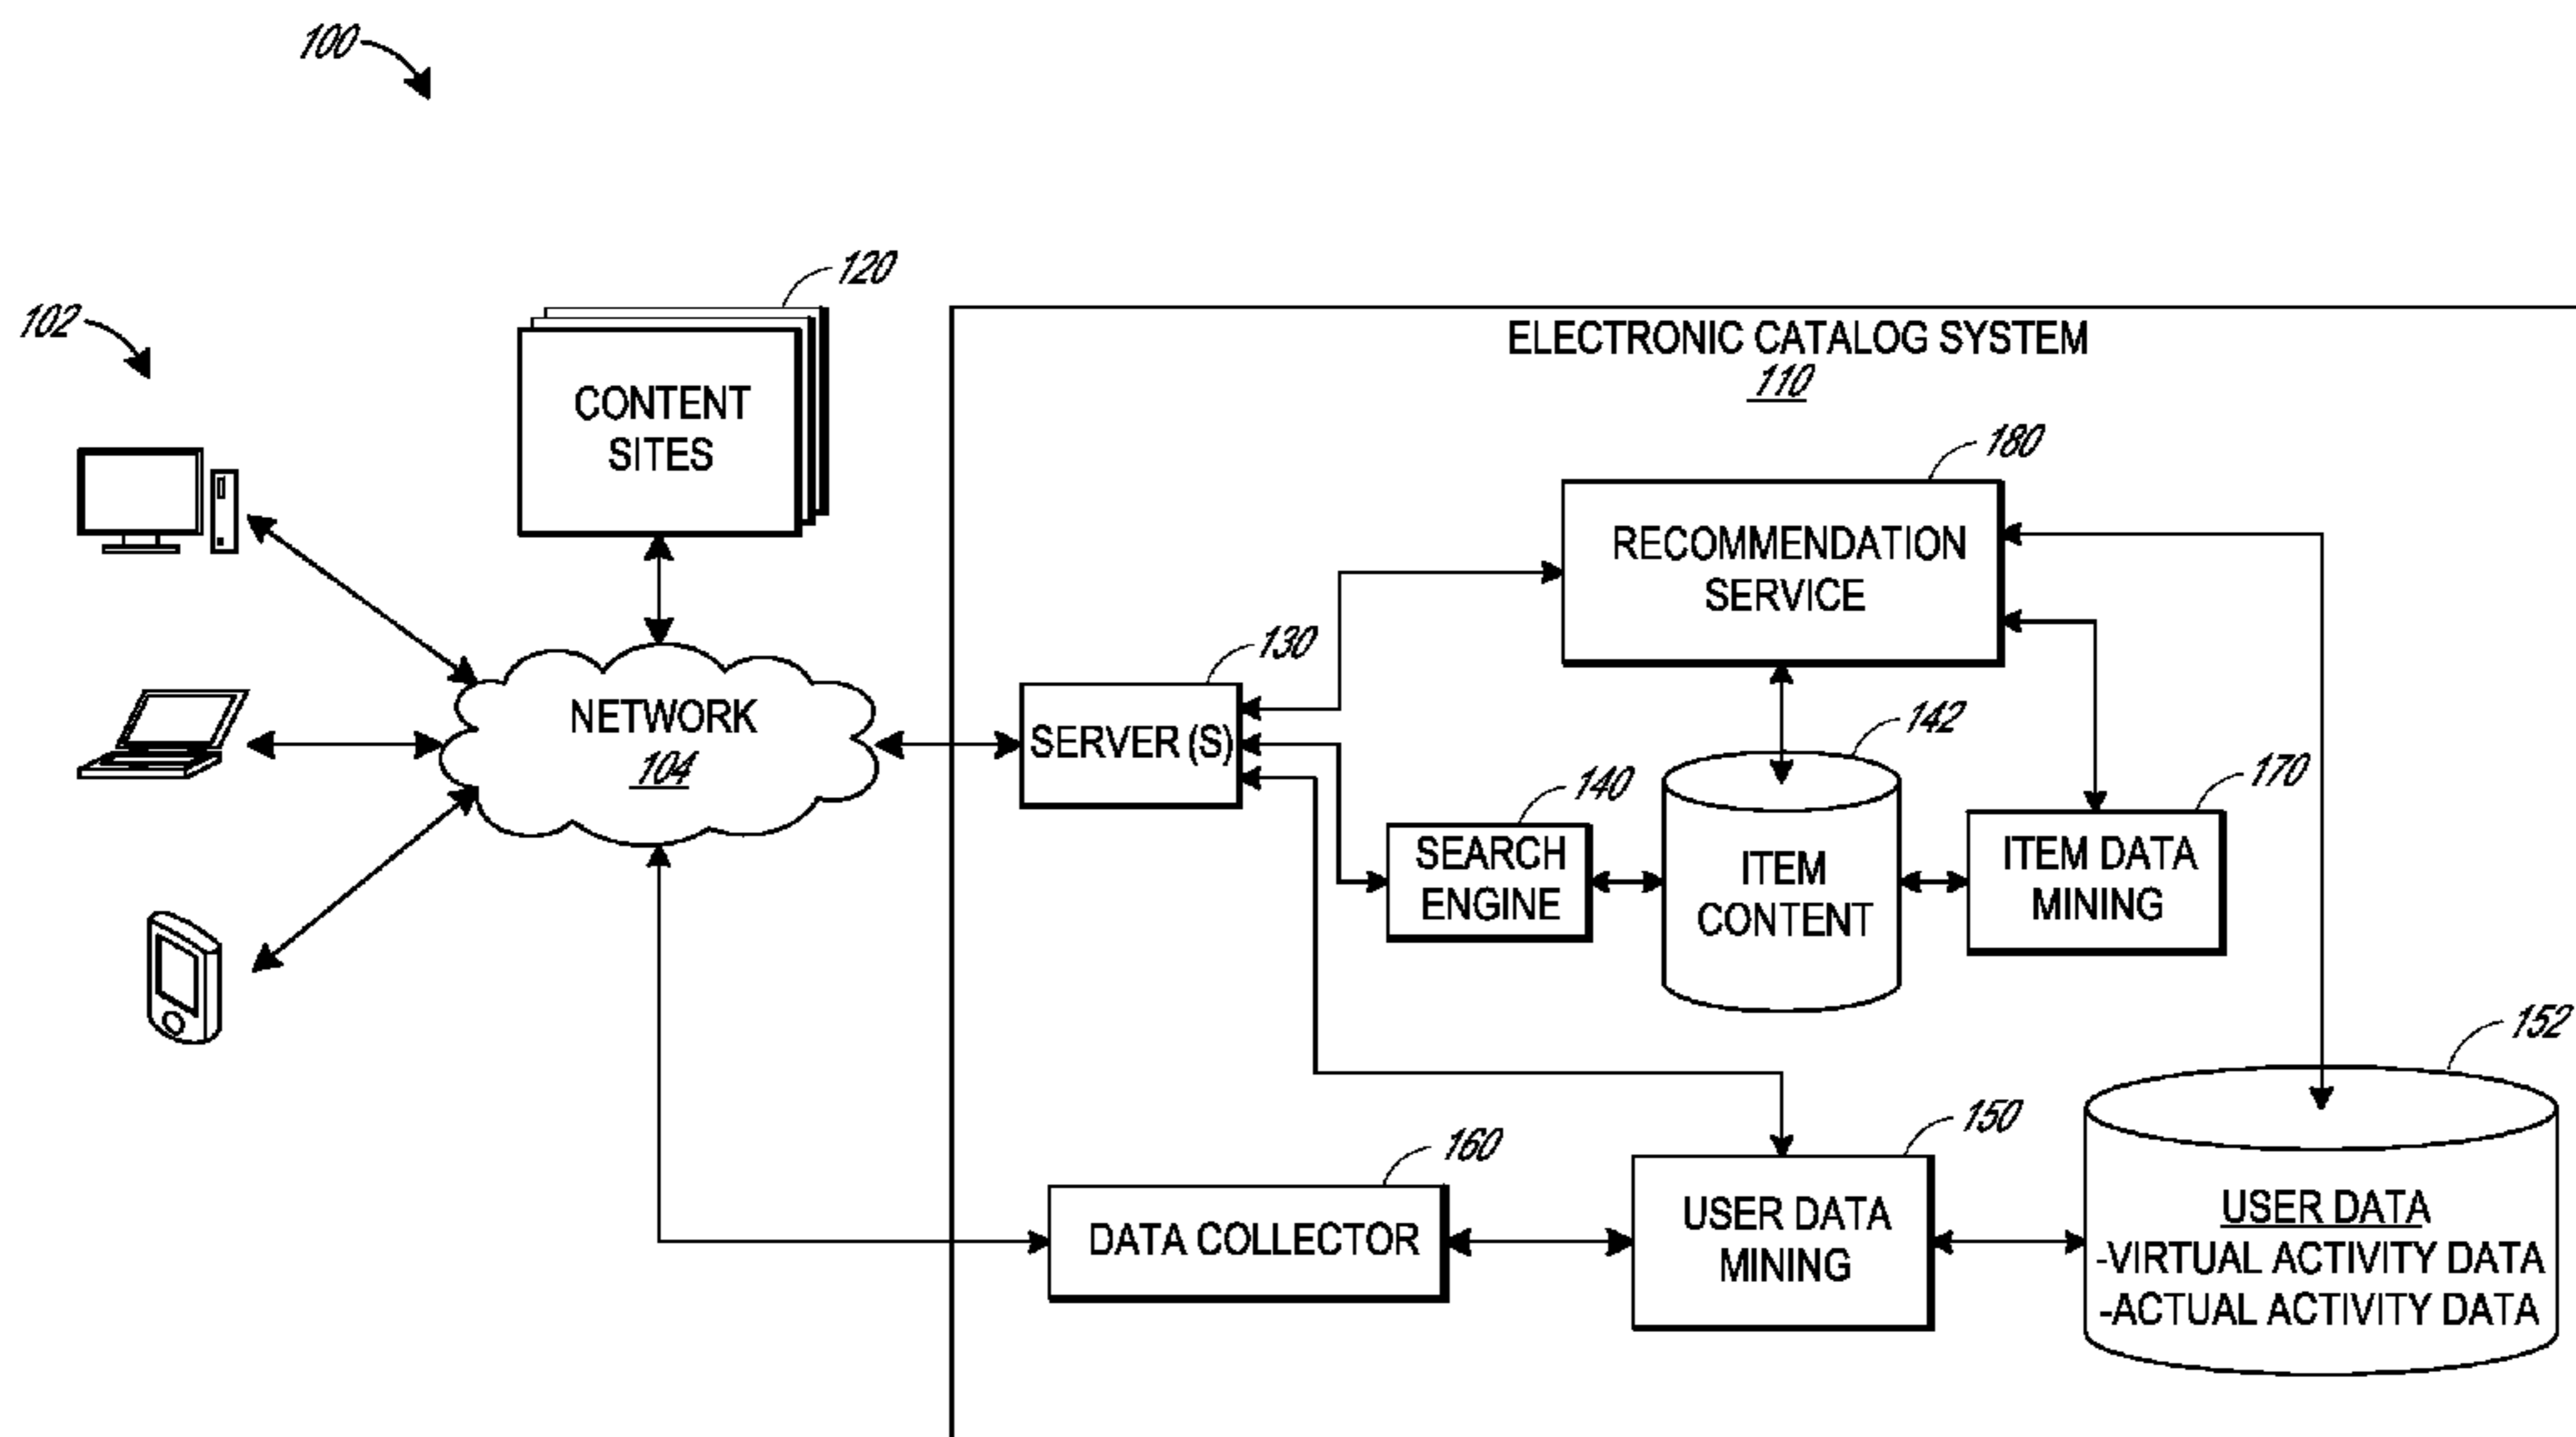 100
102
120
CONTENT
SITES
NETWORK
104
ELECTRONIC CATALOG SYSTEM
110
180
RECOMMENDATION
SERVICE
130
SERVER (S)
142
ITEM
CONTENT
140
SEARCH
ENGINE
170
ITEM DATA
MINING
152
USER DATA
-VIRTUAL ACTIVITY DATA
-ACTUAL ACTIVITY DATA
150
USER DATA
MINING
160
DATA COLLECTOR